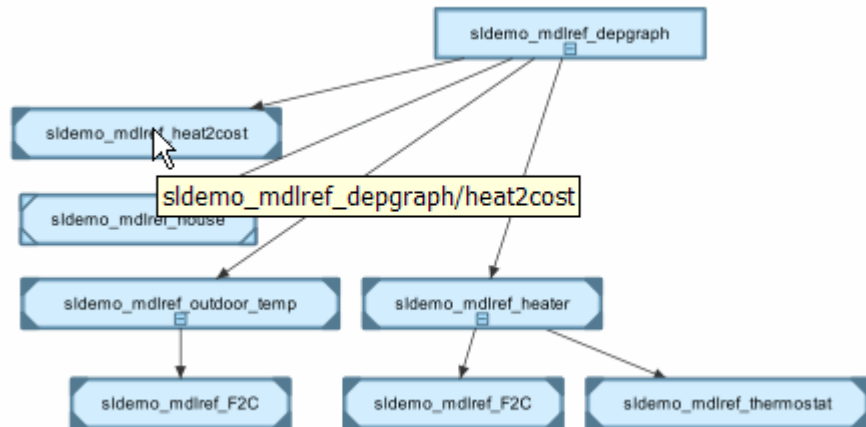 sldemo_mdlref_depgraph
sldemo_mdlref_heat2cost
sldemo_mdlref_depgraph/heat2cost
sldemo_mdlref_house
sldemo_mdlref_outdoor_temp
sldemo_mdlref_heater
sldemo_mdlref_F2C
sldemo_mdlref_F2C
sldemo_mdlref_thermostat